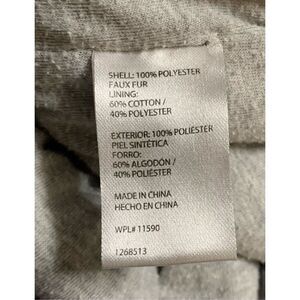 SHELL: 100% POLYESTER
FAUX FUR
LINING:
60% COTTON /
40% POLYESTER
EXTERIOR: 100% POLIÉSTER
PIEL SINTÉTICA
FORRO:
60% ALGODÓN /
40% POLIÉSTER
MADE IN CHINA
HECHO EN CHINA
WPL# 11590
1268513